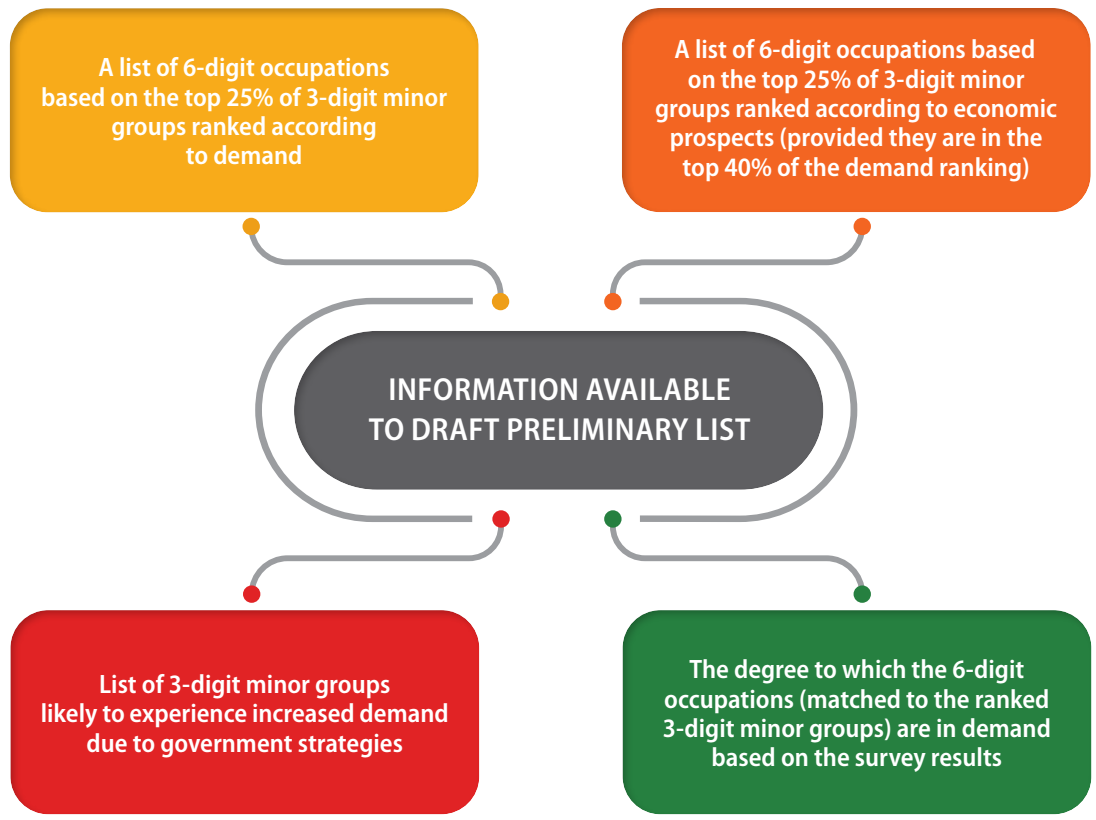 A list of 6-digit occupations
based on the top 25% of 3-digit minor
groups ranked according
to demand
A list of 6-digit occupations based
on the top 25% of 3-digit minor
groups ranked according to economic
prospects (provided they are in the
top 40% of the demand ranking)
INFORMATION AVAILABLE
TO DRAFT PRELIMINARY LIST
List of 3-digit minor groups
likely to experience increased demand
due to government strategies
The degree to which the 6-digit
occupations (matched to the ranked
3-digit minor groups) are in demand
based on the survey results